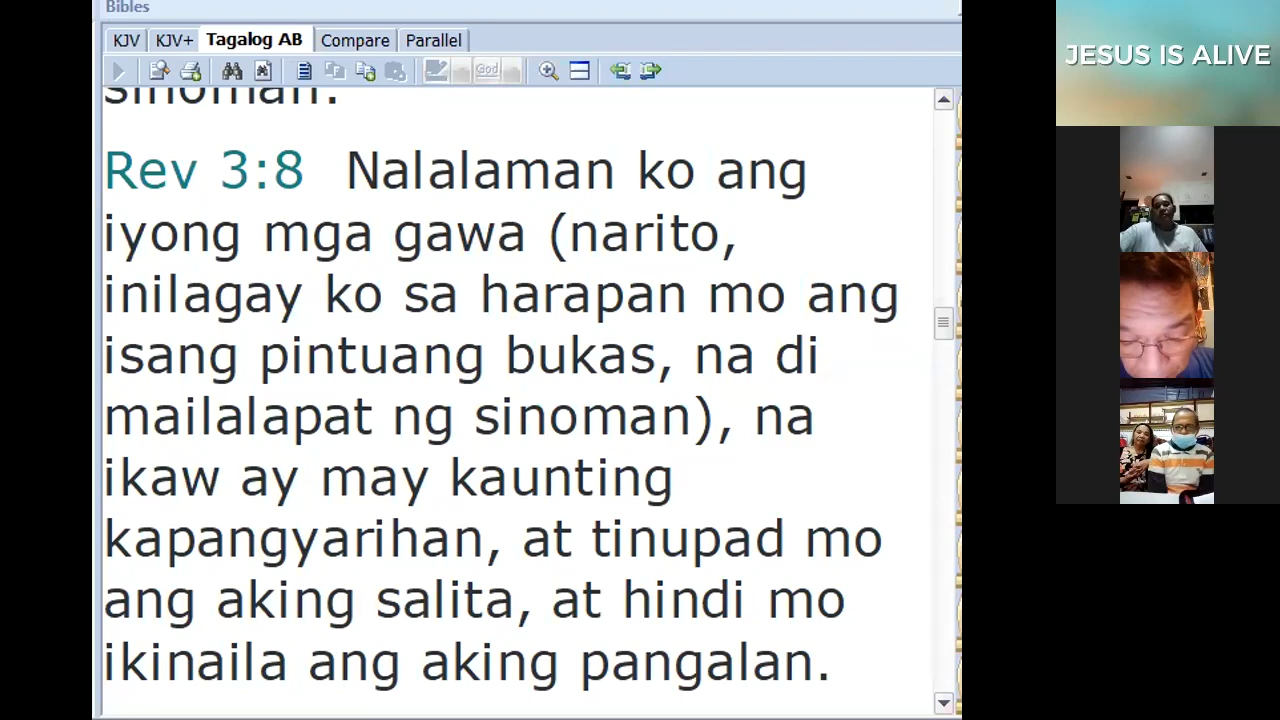 Bibles
KJV KJV+ Tagalog AB Compare Parallel
God
sinoman.
Rev 3:8 Nalalaman ko ang
iyong mga gawa (narito,
inilagay ko sa harapan mo ang
isang pintuang bukas, na di
mailalapat ng sinoman), na
ikaw ay may kaunting
kapangyarihan, at tinupad mo
ang aking salita, at hindi mo
ikinaila ang aking pangalan.
JESUS IS ALIVE